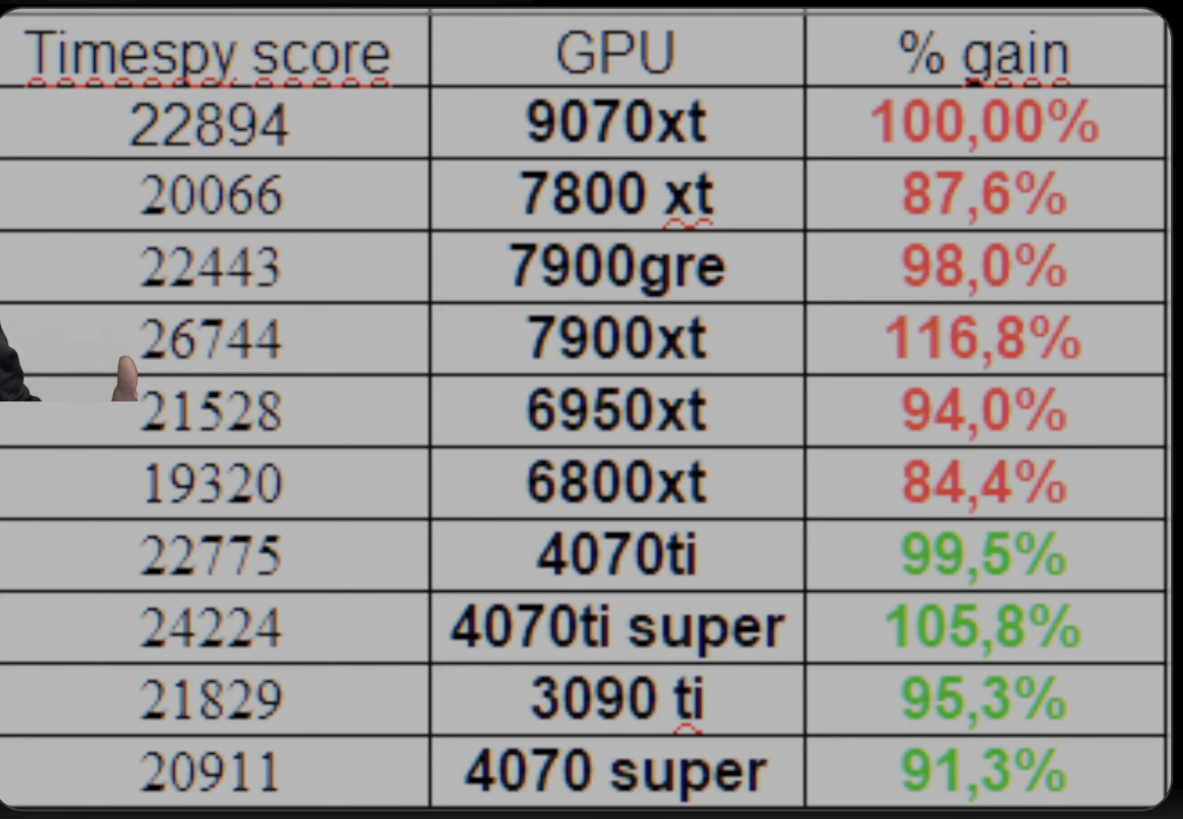 Timespy score GPU % gain
22894 9070xt 100,00%
20066 7800 xt 87,6%
22443 7900gre 98,0%
26744 7900xt 116,8%
21528 6950xt 94,0%
19320 6800xt 84,4%
22775 4070ti 99,5%
24224 4070ti super 105,8%
21829 3090 ti 95,3%
20911 4070 super 91,3%